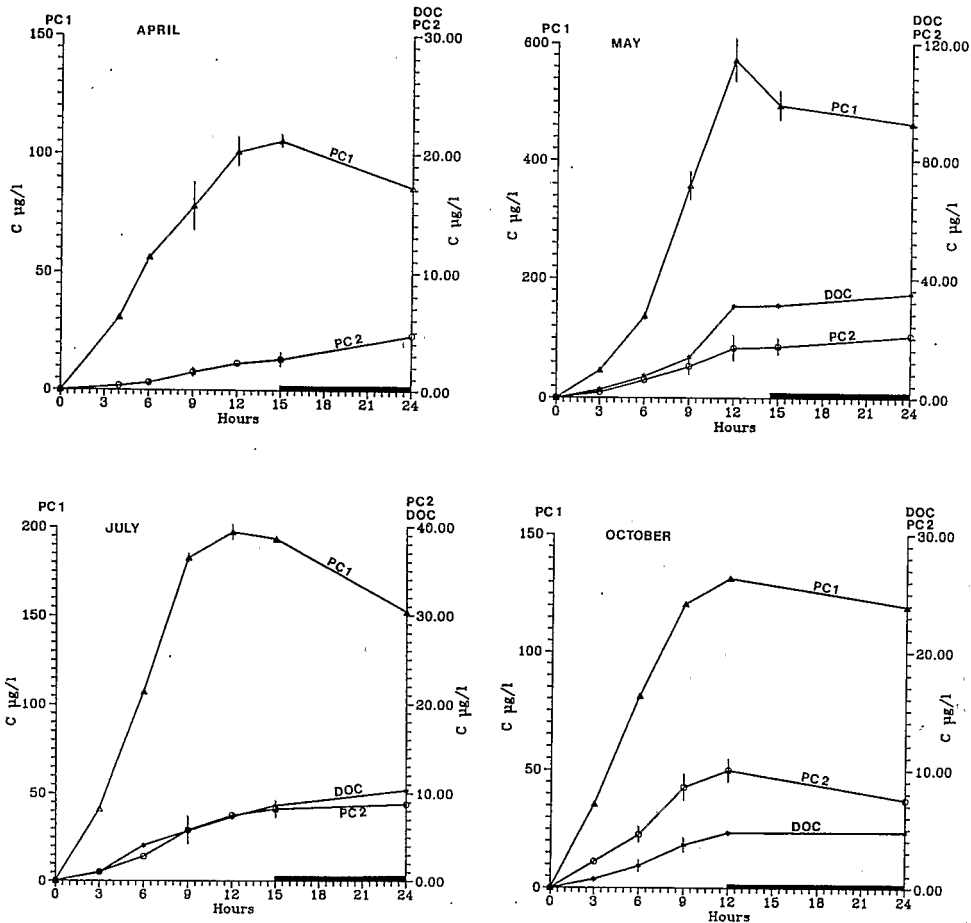 PC1
APRIL
DOC
PC2
150
100
50
0
C µg/l
30.00
20.00
10.00
0.00
C µg/l
PC1
PC2
0 3 6 9 12 15 18 21 24
Hours
PC1
MAY
DOC
PC2
600
400
200
0
C µg/l
120.00
80.00
40.00
0.00
C µg/l
PC1
DOC
PC2
0 3 6 9 12 15 18 21 24
Hours
PC1
JULY
PC2
DOC
200
150
100
50
0
C µg/l
40.00
30.00
20.00
10.00
0.00
C µg/l
PC1
DOC
PC2
0 3 6 9 12 15 18 21 24
Hours
PC1
OCTOBER
DOC
PC2
150
100
50
0
C µg/l
30.00
20.00
10.00
0.00
C µg/l
PC1
PC2
DOC
0 3 6 9 12 15 18 21 24
Hours